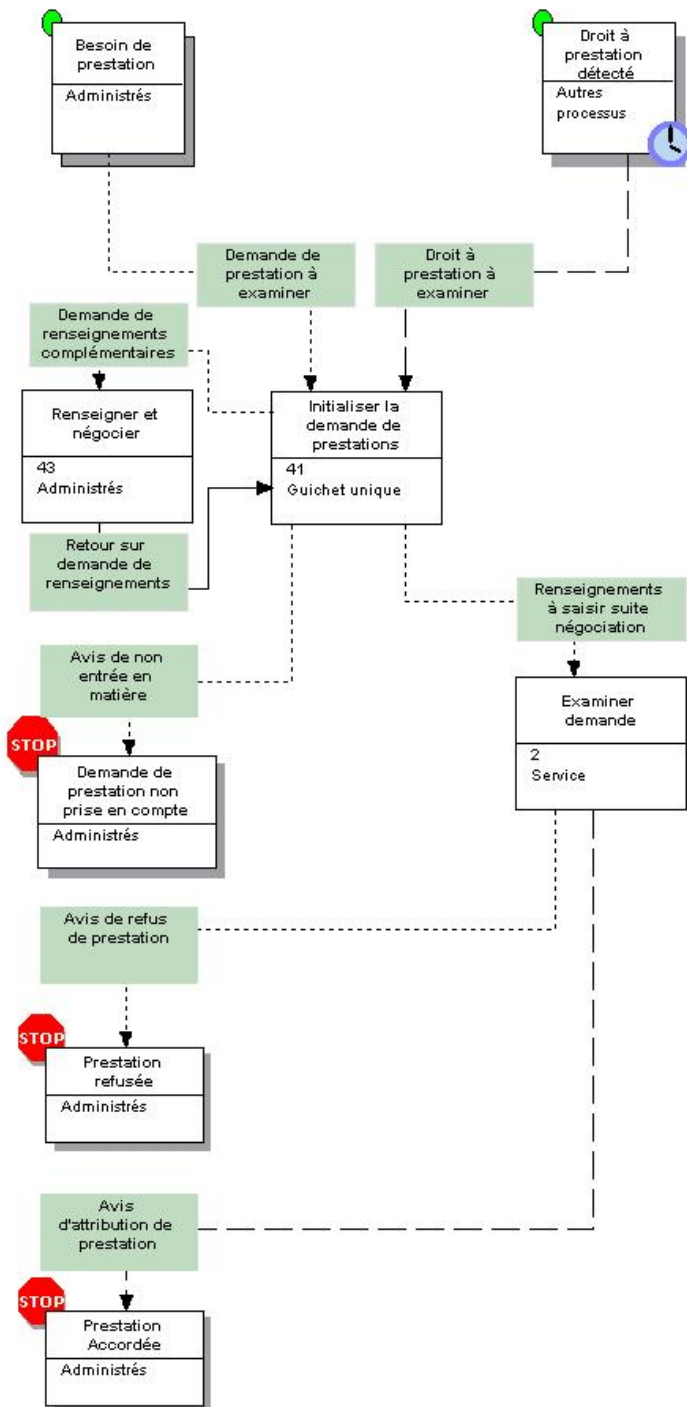 Besoin de
prestation
Administrés
Droit à
prestation
détecté
Autres
processus
Demande de
prestation à
examiner
Droit à
prestation à
examiner
Demande de
renseignements
complémentaires
Renseigner et
négocier
43
Administrés
Initialiser la
demande de
prestations
41
Guichet unique
Retour sur
demande de
renseignements
Renseignements
à saisir suite
négociation
Avis de non
entrée en
matière
Examiner
demande
2
Service
STOP
Demande de
prestation non
prise en compte
Administrés
Avis de refus
de prestation
STOP
Prestation
refusée
Administrés
Avis
d'attribution de
prestation
STOP
Prestation
Accordée
Administrés